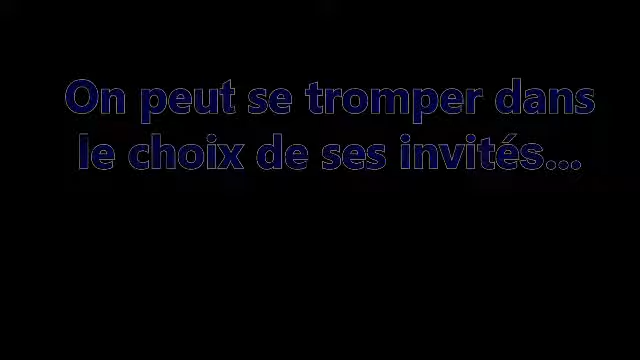 On peut se tromper dans
le choix de ses invités...